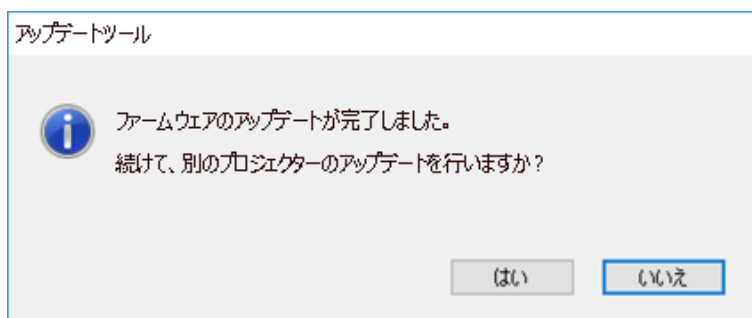 アップデートツール
ファームウェアのアップデートが完了しました。
続けて、別のプロジェクターのアップデートを行いますか?
はい
いいえ